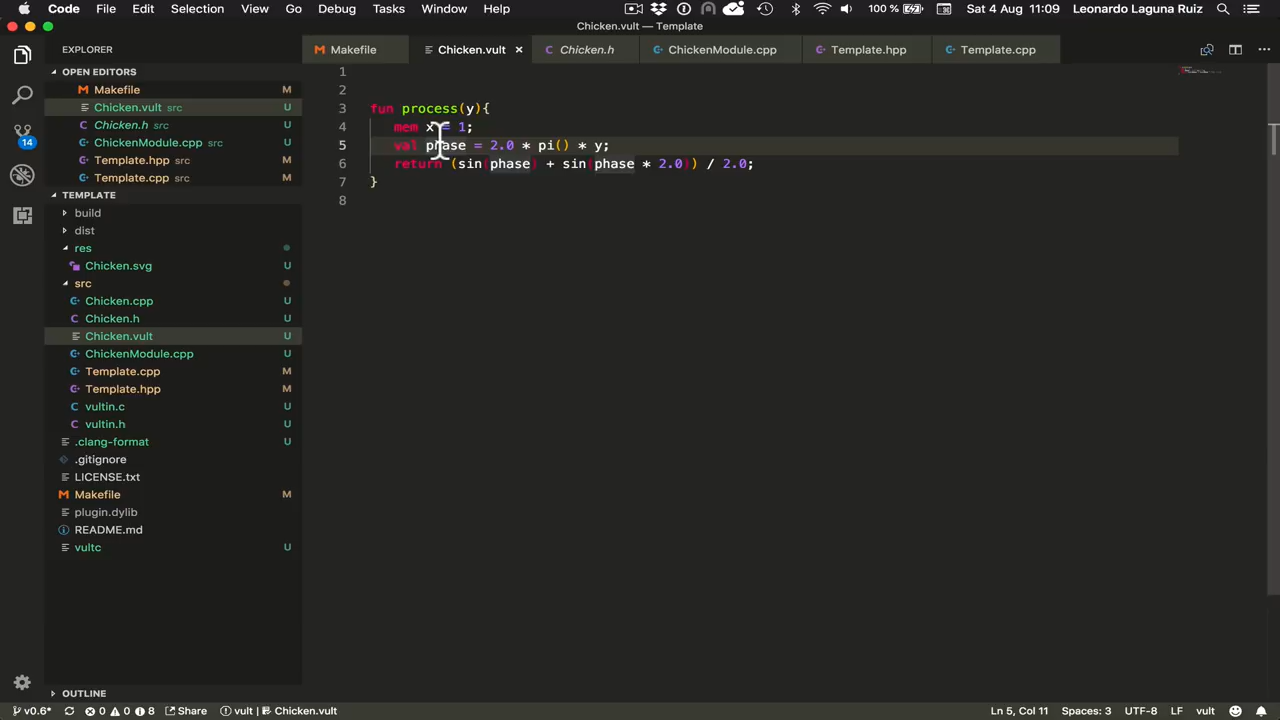 Code File Edit Selection View Go Debug Tasks Window Help 100 % Sat 4 Aug 11:09 Leonardo Laguna Ruiz
Chicken.vult — Template
EXPLORER
Makefile Chicken.vult × Chicken.h ChickenModule.cpp Template.hpp Template.cpp
OPEN EDITORS
Makefile M
Chicken.vult src U
Chicken.h src U
ChickenModule.cpp U
Template.hpp src M
Template.cpp src M
TEMPLATE
build
dist
res
Chicken.svg U
src
Chicken.cpp U
Chicken.h U
Chicken.vult U
ChickenModule.cpp U
Template.cpp M
Template.hpp M
vultin.c U
vultin.h U
.clang-format U
.gitignore
LICENSE.txt
Makefile M
plugin.dylib
README.md
vultc U
OUTLINE
14
1
2
3 fun process(y){
4 mem x = 1;
5 val phase = 2.0 * pi() * y;
6 return (sin(phase) + sin(phase * 2.0)) / 2.0;
7 }
8
v0.6* 0 0 8 Share vult | Chicken.vult Ln 5, Col 11 Spaces: 3 UTF-8 LF vult